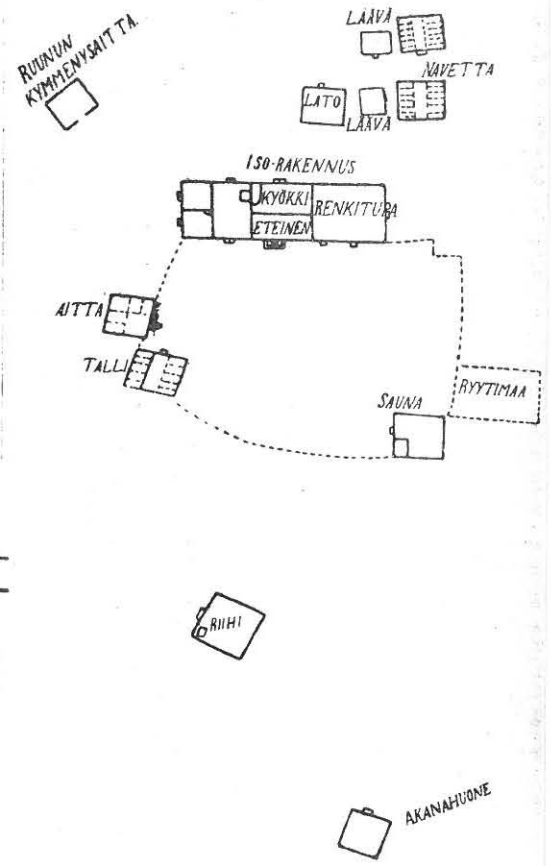 RUUNUN
KYMMENYSAITTA
LÄÄVÄ
NAVETTA
LATO
LÄÄVÄ
ISO-RAKENNUS
KYÖKKI
RENKITUPA
ETEINEN
AITTA
TALLI
SAUNA
RYYTIMAA
RIIHI
AKANAHUONE